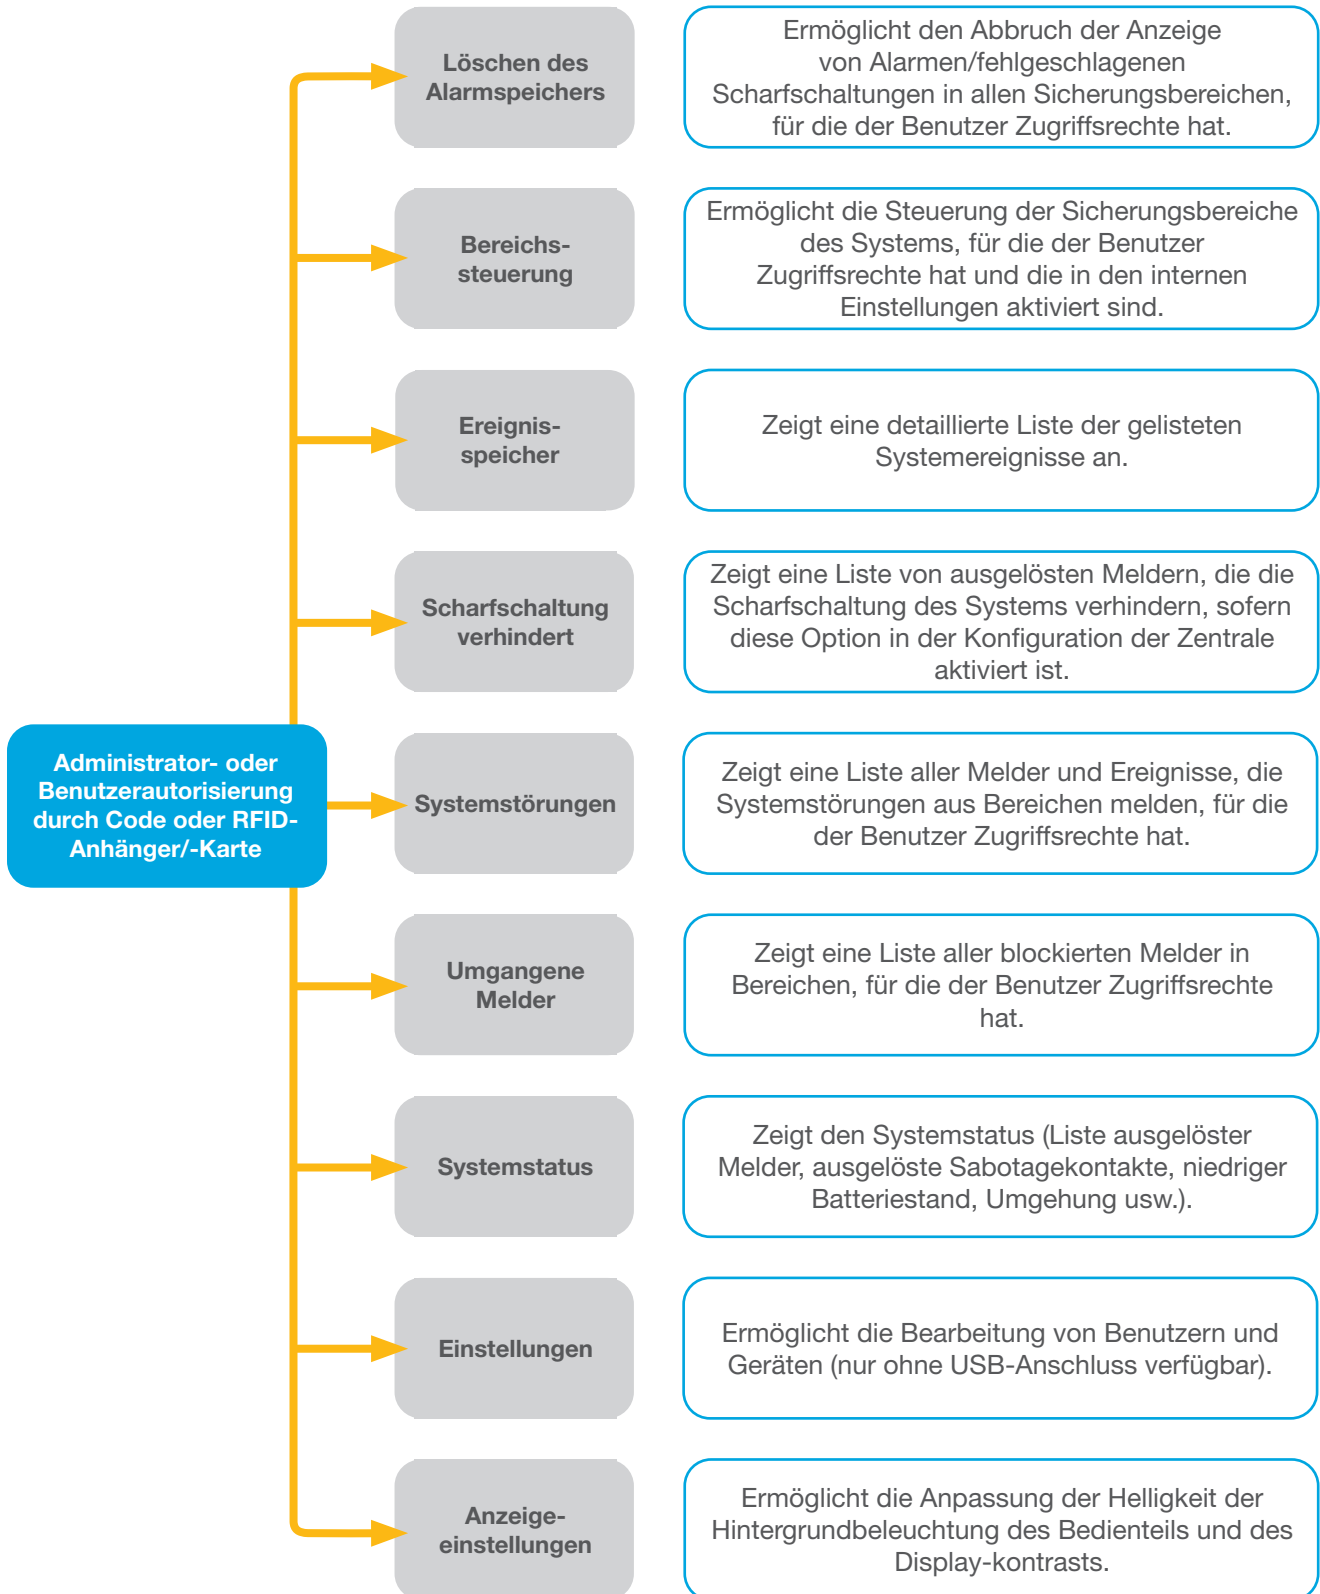 Löschen des
Alarmspeichers
Ermöglicht den Abbruch der Anzeige
von Alarmen/fehlgeschlagenen
Scharfschaltungen in allen Sicherungsbereichen,
für die der Benutzer Zugriffsrechte hat.
Bereichs-
steuerung
Ermöglicht die Steuerung der Sicherungsbereiche
des Systems, für die der Benutzer
Zugriffsrechte hat und die in den internen
Einstellungen aktiviert sind.
Ereignis-
speicher
Zeigt eine detaillierte Liste der gelisteten
Systemereignisse an.
Scharfschaltung
verhindert
Zeigt eine Liste von ausgelösten Meldern, die die
Scharfschaltung des Systems verhindern, sofern
diese Option in der Konfiguration der Zentrale
aktiviert ist.
Administrator- oder
Benutzerautorisierung
durch Code oder RFID-
Anhänger/-Karte
Systemstörungen
Zeigt eine Liste aller Melder und Ereignisse, die
Systemstörungen aus Bereichen melden, für die
der Benutzer Zugriffsrechte hat.
Umgangene
Melder
Zeigt eine Liste aller blockierten Melder in
Bereichen, für die der Benutzer Zugriffsrechte
hat.
Systemstatus
Zeigt den Systemstatus (Liste ausgelöster
Melder, ausgelöste Sabotagekontakte, niedriger
Batteriestand, Umgehung usw.).
Einstellungen
Ermöglicht die Bearbeitung von Benutzern und
Geräten (nur ohne USB-Anschluss verfügbar).
Anzeige-
einstellungen
Ermöglicht die Anpassung der Helligkeit der
Hintergrundbeleuchtung des Bedienteils und des
Display-kontrasts.